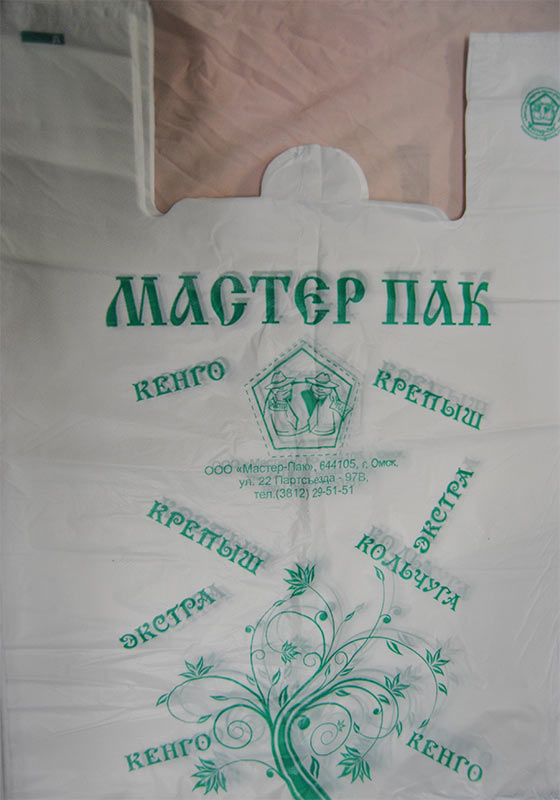 МАСТЕР ПАК
КЕНГО
КРЕПЫШ
ООО «Мастер-Пак», 644105, г. Омск,
ул. 22 Партсъезда - 97В,
тел.(3812) 29-51-51
КРЕПЫШ
ЭКСТРА
КОЛЬЧУГА
ЭКСТРА
КЕНГО
КЕНГО